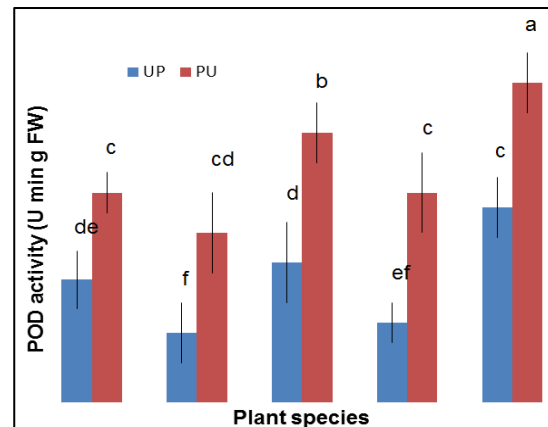 a
UP PU
b
c
c
cd
c
d
de
ef
f
POD activity (U min g FW)
Plant species